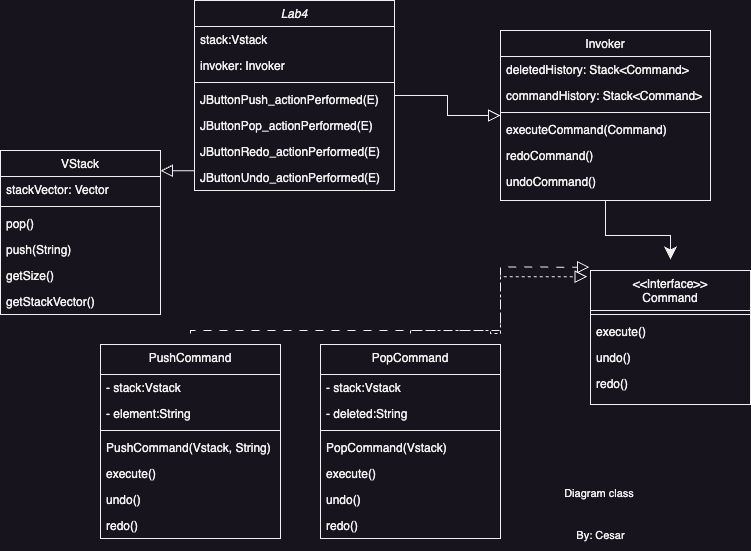 Lab4
stack:Vstack
invoker: Invoker
JButtonPush_actionPerformed(E)
JButtonPop_actionPerformed(E)
JButtonRedo_actionPerformed(E)
JButtonUndo_actionPerformed(E)
Invoker
deletedHistory: Stack<Command>
commandHistory: Stack<Command>
executeCommand(Command)
redoCommand()
undoCommand()
VStack
stackVector: Vector
pop()
push(String)
getSize()
getStackVector()
<<Interface>>
Command
execute()
undo()
redo()
PushCommand
- stack:Vstack
- element:String
PushCommand(Vstack, String)
execute()
undo()
redo()
PopCommand
- stack:Vstack
- deleted:String
PopCommand(Vstack)
execute()
undo()
redo()
Diagram class
By: Cesar